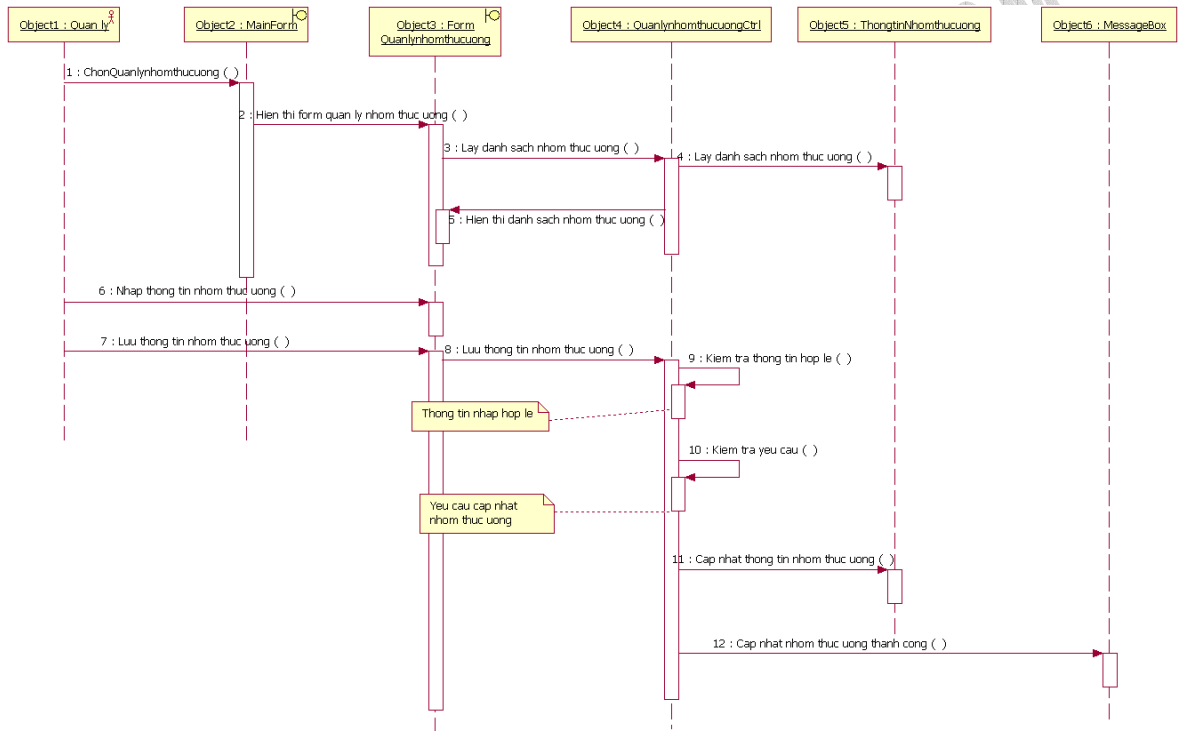 Object1 : Quan ly
Object2 : MainForm
Object3 : Form
Quanlynhomthucuong
Object4 : QuanlynhomthucuongCtrl
Object5 : ThongtinNhomthucuong
Object6 : MessageBox
1 : ChonQuanlynhomthucuong ( )
2 : Hien thi form quan ly nhom thuc uong ( )
3 : Lay danh sach nhom thuc uong ( )
4 : Lay danh sach nhom thuc uong ( )
5 : Hien thi danh sach nhom thuc uong ( )
6 : Nhap thong tin nhom thuc uong ( )
7 : Luu thong tin nhom thuc uong ( )
8 : Luu thong tin nhom thuc uong ( )
9 : Kiem tra thong tin hop le ( )
Thong tin nhap hop le
10 : Kiem tra yeu cau ( )
Yeu cau cap nhat
nhom thuc uong
11 : Cap nhat thong tin nhom thuc uong ( )
12 : Cap nhat nhom thuc uong thanh cong ( )